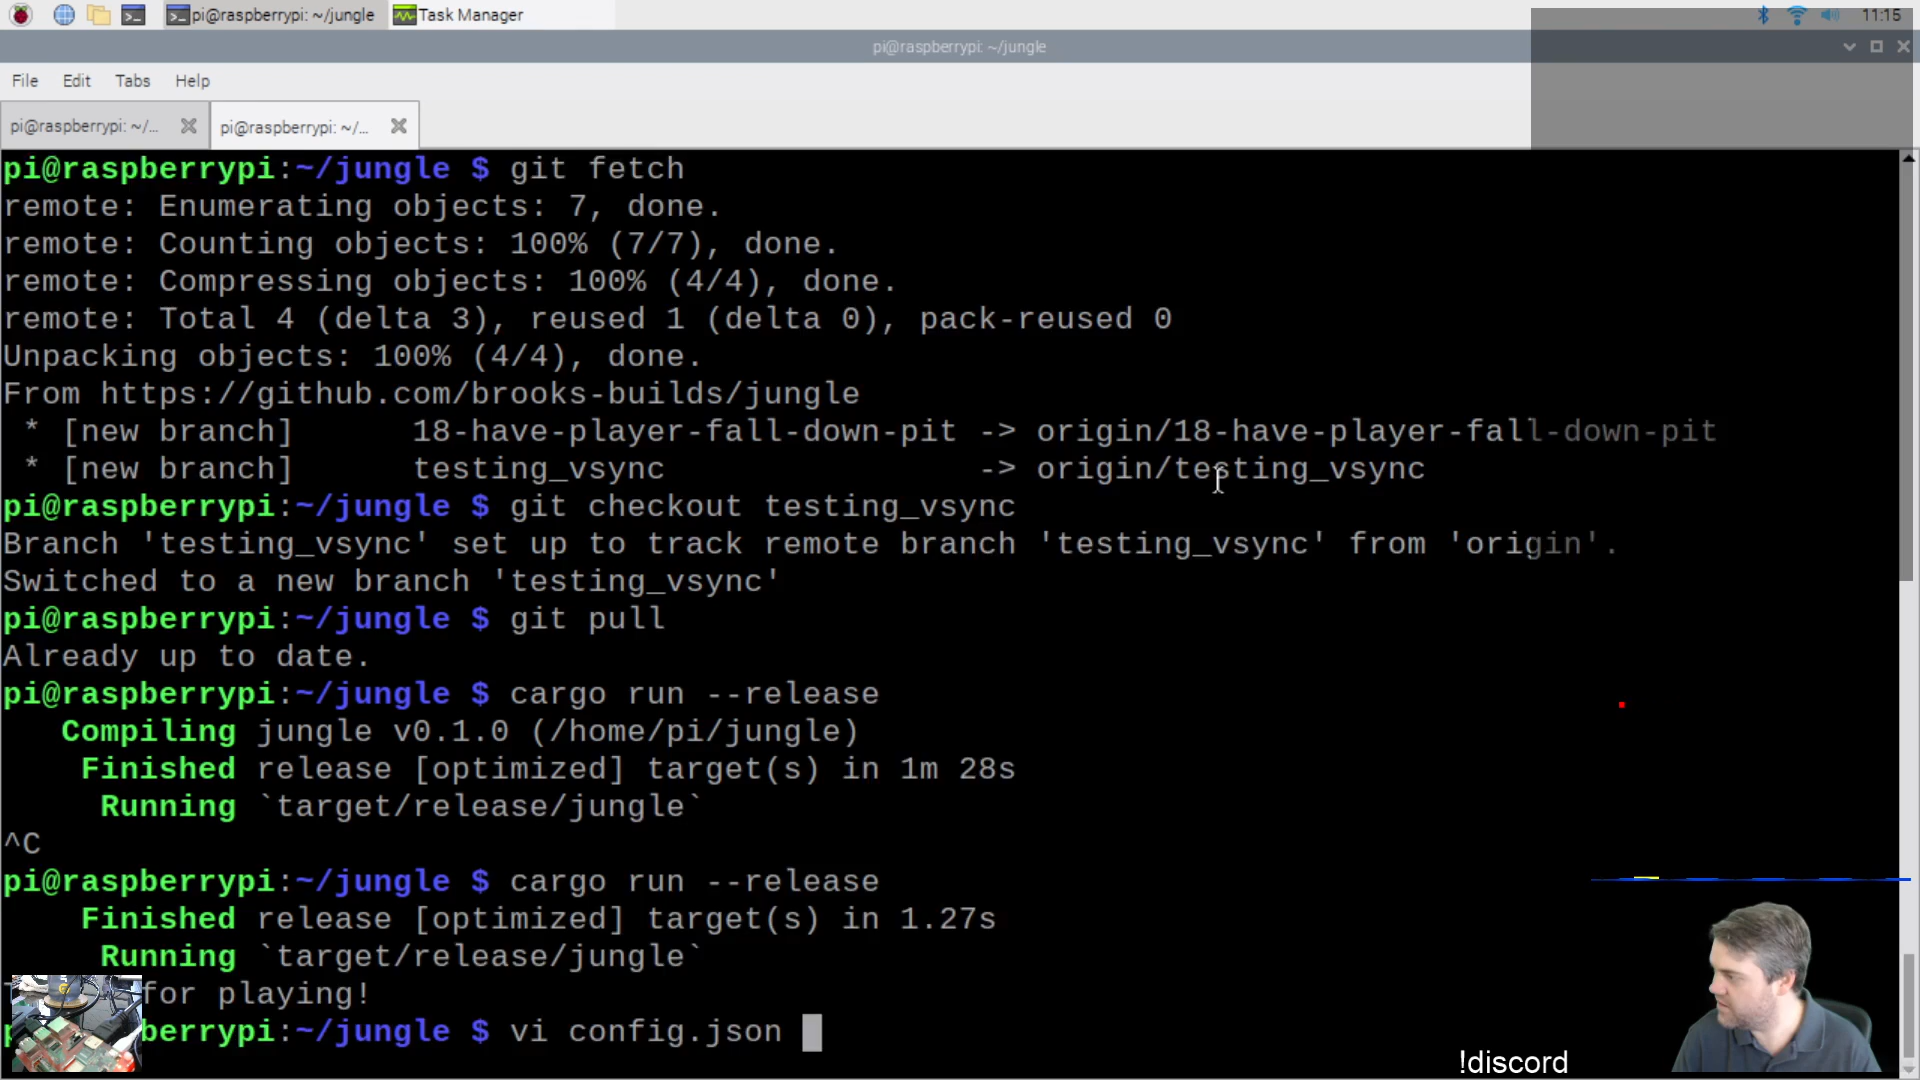 pi@raspberrypi: ~/jungle
Task Manager
11:15
pi@raspberrypi: ~/jungle
File Edit Tabs Help
pi@raspberrypi: ~/...
pi@raspberrypi: ~/...
pi@raspberrypi:~/jungle $ git fetch
remote: Enumerating objects: 7, done.
remote: Counting objects: 100% (7/7), done.
remote: Compressing objects: 100% (4/4), done.
remote: Total 4 (delta 3), reused 1 (delta 0), pack-reused 0
Unpacking objects: 100% (4/4), done.
From https://github.com/brooks-builds/jungle
* [new branch] 18-have-player-fall-down-pit -> origin/18-have-player-fall-down-pit
* [new branch] testing_vsync -> origin/testing_vsync
pi@raspberrypi:~/jungle $ git checkout testing_vsync
Branch 'testing_vsync' set up to track remote branch 'testing_vsync' from 'origin'.
Switched to a new branch 'testing_vsync'
pi@raspberrypi:~/jungle $ git pull
Already up to date.
pi@raspberrypi:~/jungle $ cargo run --release
Compiling jungle v0.1.0 (/home/pi/jungle)
Finished release [optimized] target(s) in 1m 28s
Running `target/release/jungle`
^C
pi@raspberrypi:~/jungle $ cargo run --release
Finished release [optimized] target(s) in 1.27s
Running `target/release/jungle`
for playing!
berrypi:~/jungle $ vi config.json
!discord